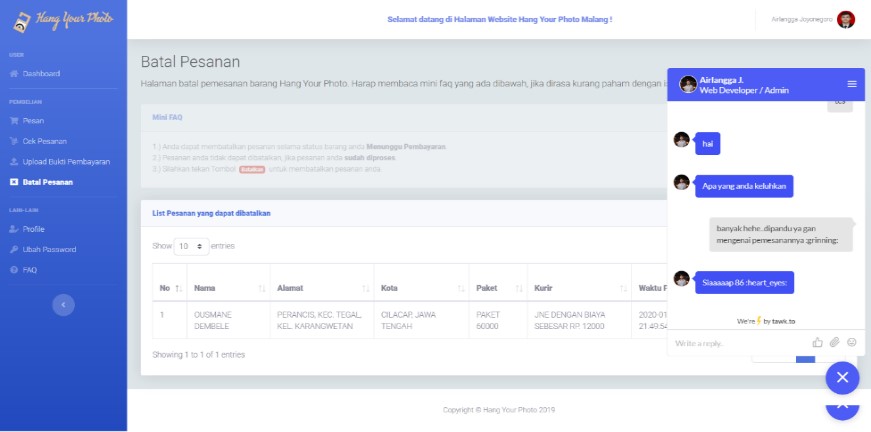 Hang Your Photo
Selamat datang di Halaman Website Hang Your Photo Malang !
Airlangga Joyonegoro
USER
Dashboard
PEMBELIAN
Pesan
Cek Pesanan
Upload Bukti Pembayaran
Batal Pesanan
LAIN-LAIN
Profile
Ubah Password
FAQ
Batal Pesanan
Halaman batal pemesanan barang Hang Your Photo. Harap membaca mini faq yang ada dibawah, jika dirasa kurang paham dengan
Mini FAQ
1.) Anda dapat membatalkan pesanan selama status barang anda Menunggu Pembayaran
2.) Pesanan anda tidak dapat dibatalkan, jika pesanan anda sudah diproses
3.) Silahkan tekan Tombol Batalkan untuk membatalkan pesanan anda.
List Pesanan yang dapat dibatalkan
Show 10 entries
No Nama Alamat Kota Paket Kurir Waktu P
1 OUSMANE PERANCIS, KEC. TEGAL, CILACAP, JAWA PAKET JNE DENGAN BIAYA 2020-01
DEMBELE KEL. KARANGWETAN TENGAH 60000 SEBESAR RP. 12000 21:49:54
Showing 1 to 1 of 1 entries
Airlangga J.
Web Developer / Admin
hai
Apa yang anda keluhkan
banyak hehe..dipandu ya gan
mengenai pemesanannya :grinning:
Siaaaaap 86 :heart_eyes:
We're by tawk.to
Write a reply..
Copyright © Hang Your Photo 2019